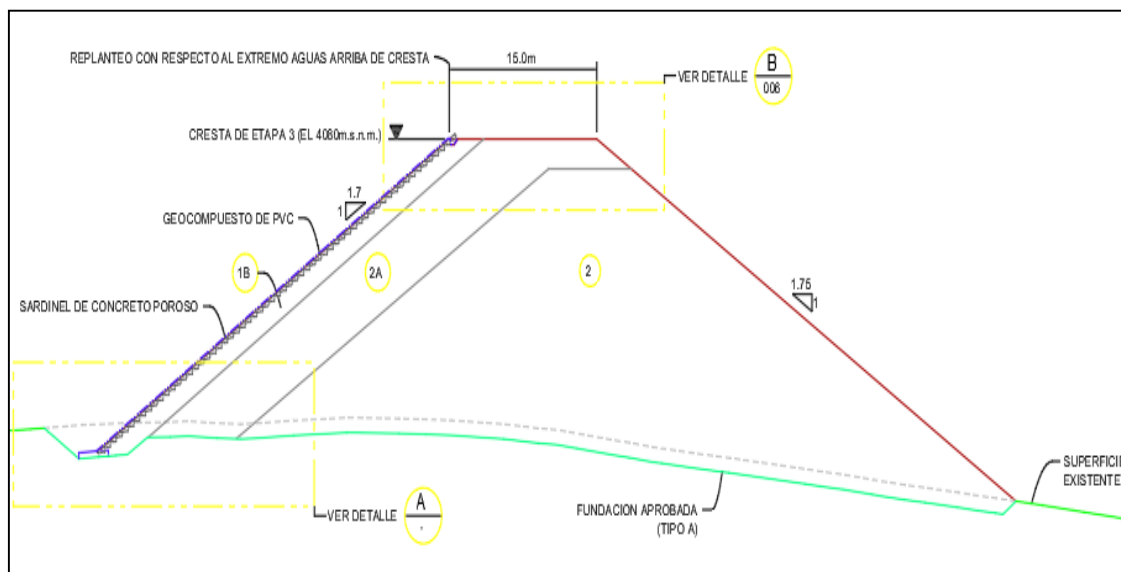 REPLANTEO CON RESPECTO AL EXTREMO AGUAS ARRIBA DE CRESTA
15.0m
VER DETALLE
B
006
CRESTA DE ETAPA 3 (EL 4080m.s.n.m.)
1.7
1
GEOCOMPUESTO DE PVC
1B
2A
2
1.75
1
SARDINEL DE CONCRETO POROSO
SUPERFICIE
EXISTENTE
VER DETALLE
A
-
FUNDACION APROBADA
(TIPO A)